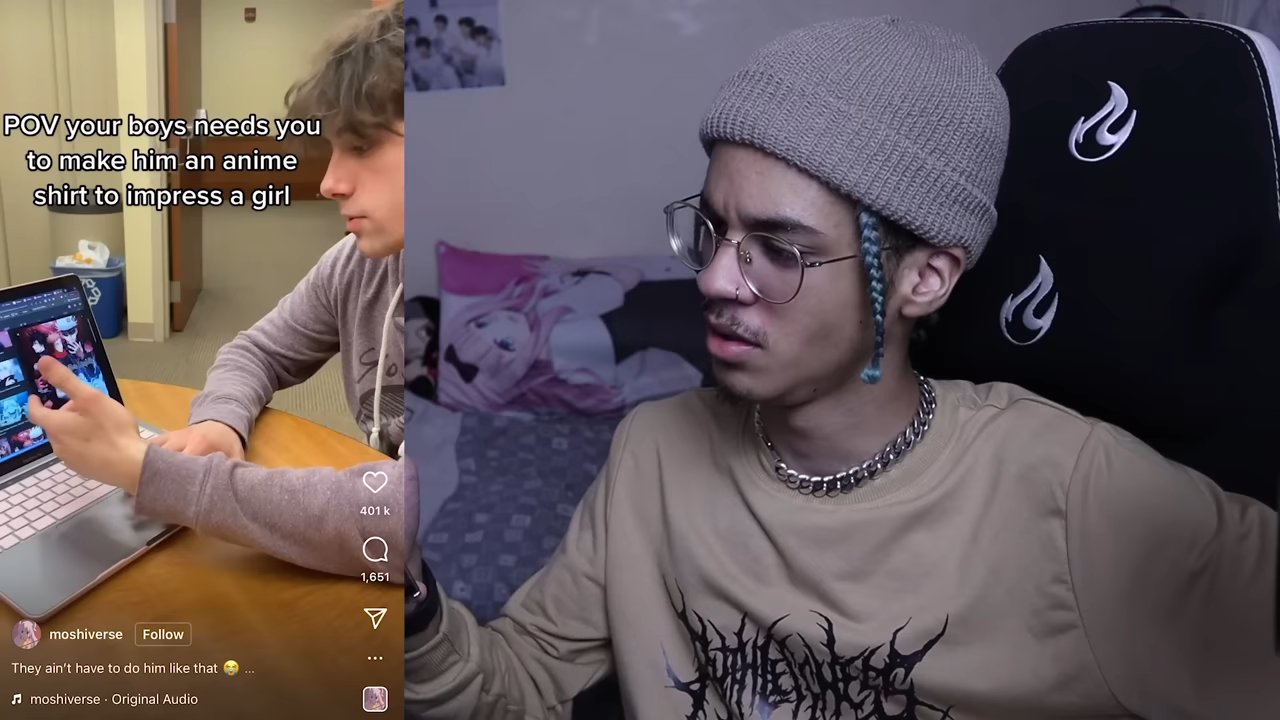 POV your boys needs you
to make him an anime
shirt to impress a girl
401 k
1,651
moshiverse
Follow
They ain't have to do him like that 😭 ...
moshiverse · Original Audio